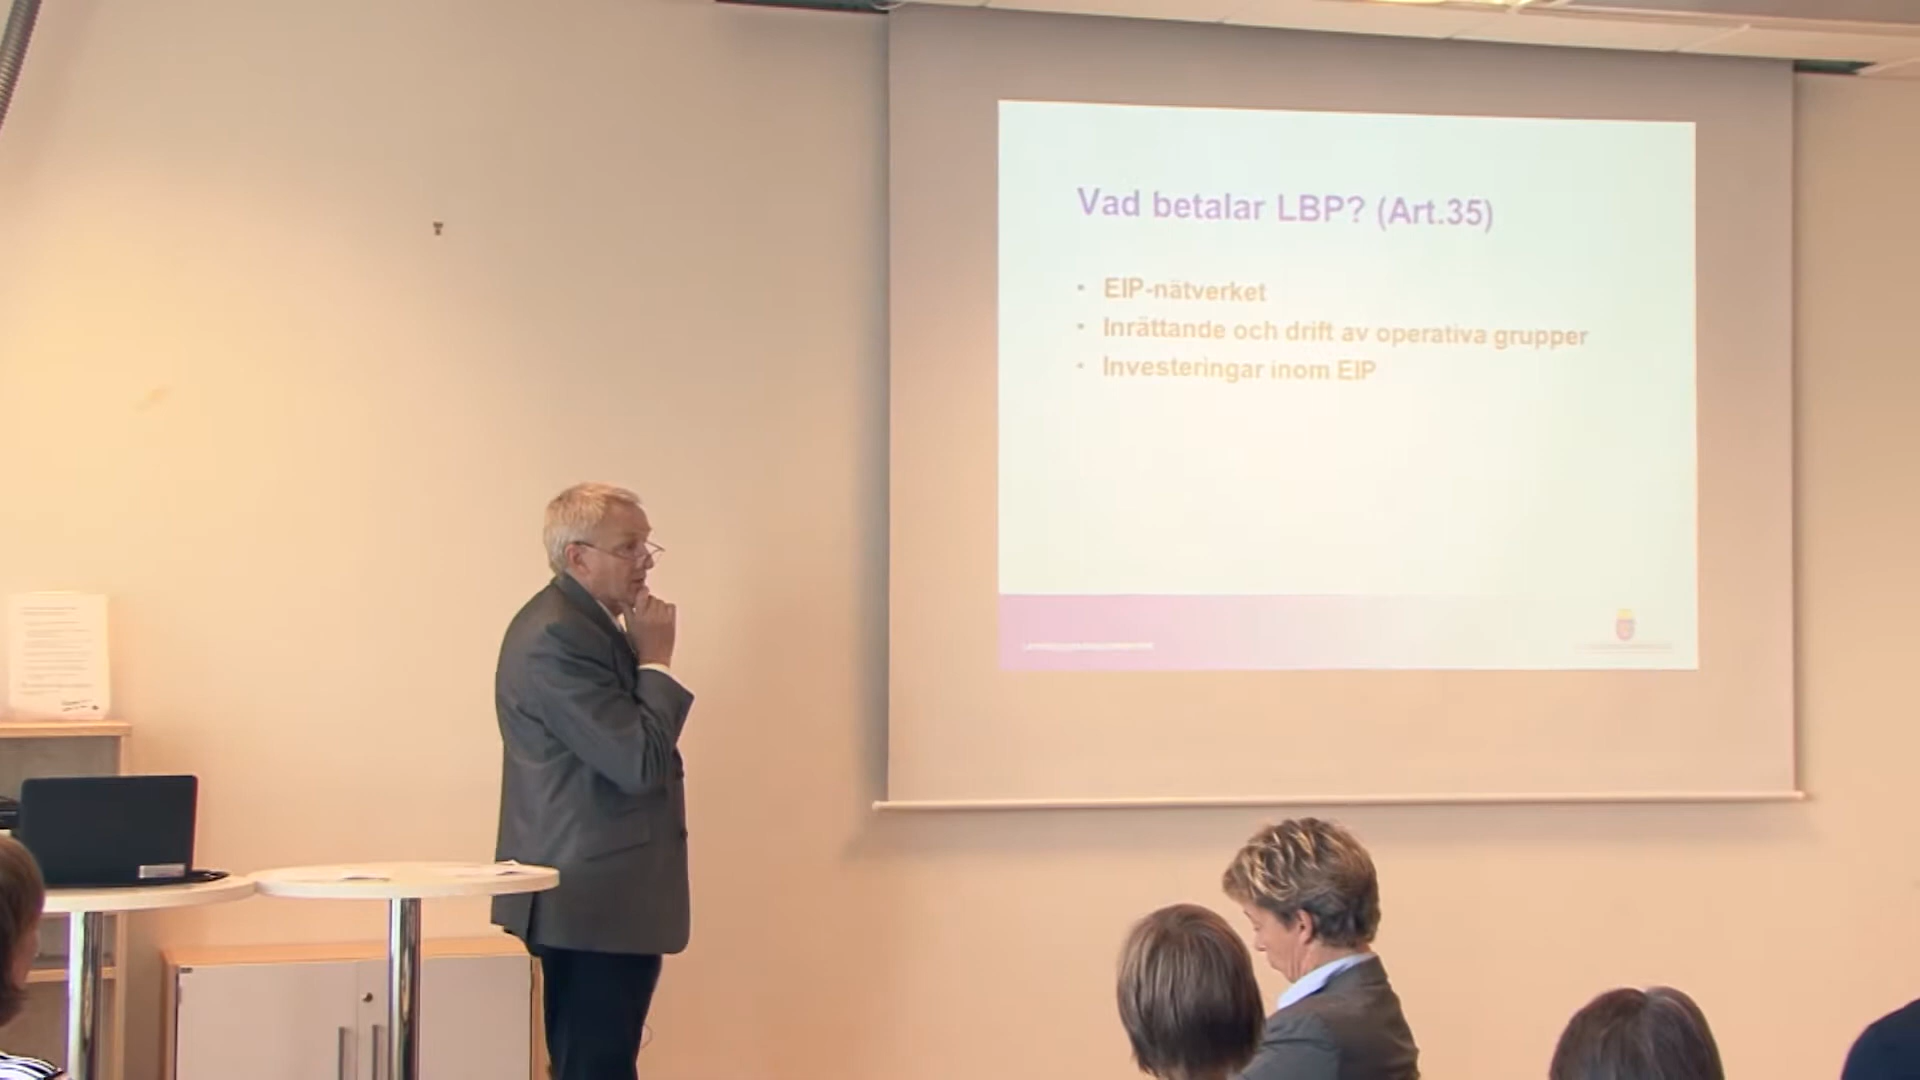 Vad betalar LBP? (Art.35)
• EIP-nätverket
• Inrättande och drift av operativa grupper
• Investeringar inom EIP